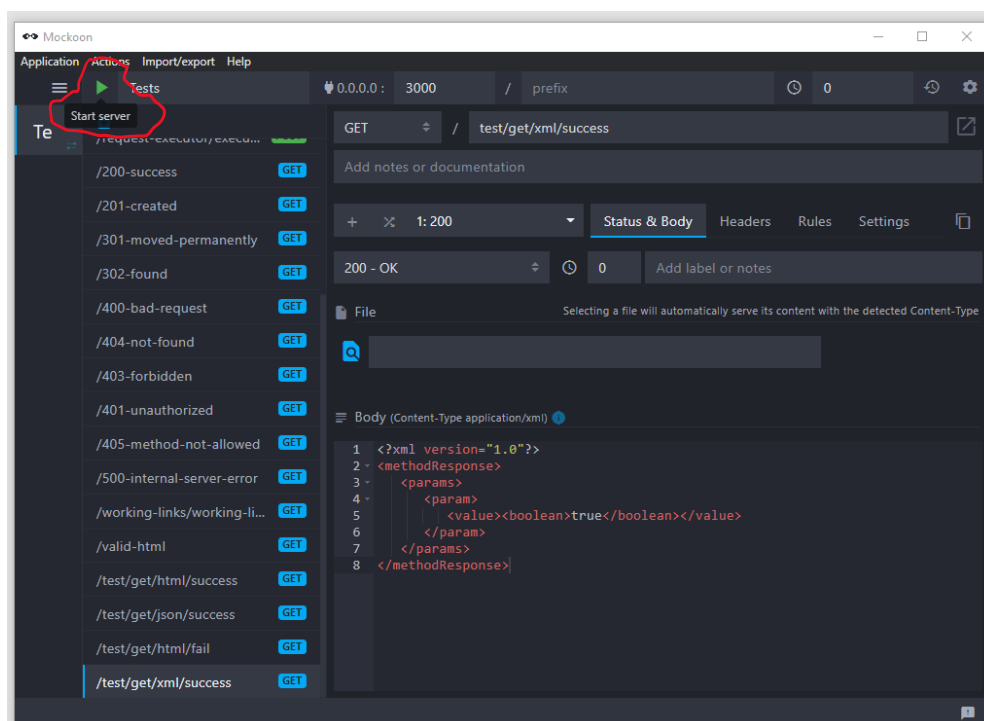 Mockoon
Application Actions Import/export Help
Tests 0.0.0.0 : 3000 / prefix 0
Start server
Te
/request-executor/execu...
/200-success GET
/201-created GET
/301-moved-permanently GET
/302-found GET
/400-bad-request GET
/404-not-found GET
/403-forbidden GET
/401-unauthorized GET
/405-method-not-allowed GET
/500-internal-server-error GET
/working-links/working-li... GET
/valid-html GET
/test/get/html/success GET
/test/get/json/success GET
/test/get/html/fail GET
/test/get/xml/success GET
GET / test/get/xml/success
Add notes or documentation
1: 200 Status & Body Headers Rules Settings
200 - OK 0 Add label or notes
File Selecting a file will automatically serve its content with the detected Content-Type
Body (Content-Type application/xml)
1 <?xml version="1.0"?>
2 <methodResponse>
3 <params>
4 <param>
5 <value><boolean>true</boolean></value>
6 </param>
7 </params>
8 </methodResponse>